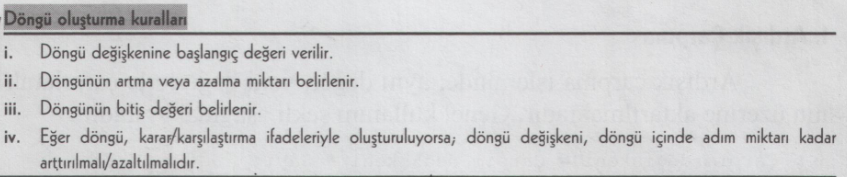 Döngü oluşturma kuralları
i. Döngü değişkenine başlangıç değeri verilir.
ii. Döngünün artma veya azalma miktarı belirlenir.
iii. Döngünün bitiş değeri belirlenir.
iv. Eğer döngü, karar/karşılaştırma ifadeleriyle oluşturuluyorsa; döngü değişkeni, döngü içinde adım miktarı kadar
arttırılmalı/azaltılmalıdır.